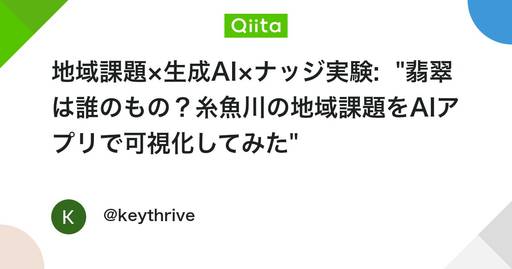 Qiita
地域課題×生成AI×ナッジ実験: "翡翠
は誰のもの？糸魚川の地域課題をAIア
プリで可視化してみた"
K
@keythrive